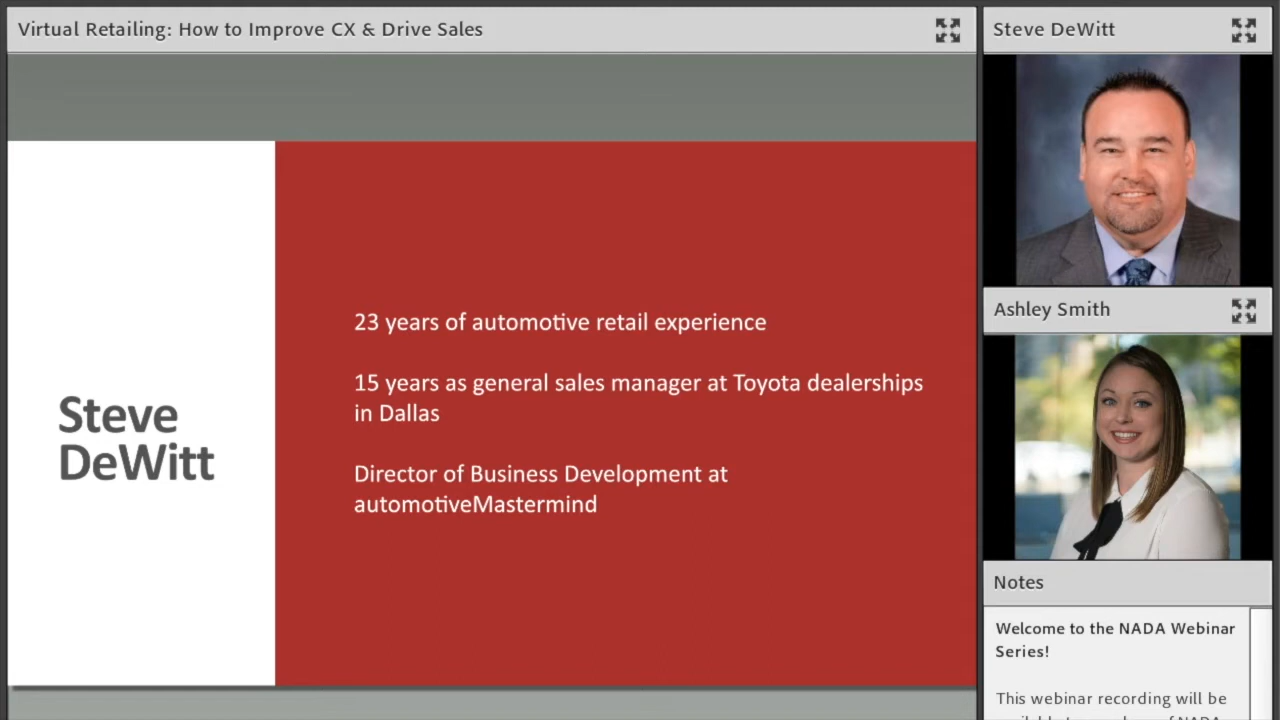 Virtual Retailing: How to Improve CX & Drive Sales
Steve
DeWitt
23 years of automotive retail experience
15 years as general sales manager at Toyota dealerships
in Dallas
Director of Business Development at
automotiveMastermind
Steve DeWitt
Ashley Smith
Notes
Welcome to the NADA Webinar
Series!
This webinar recording will be